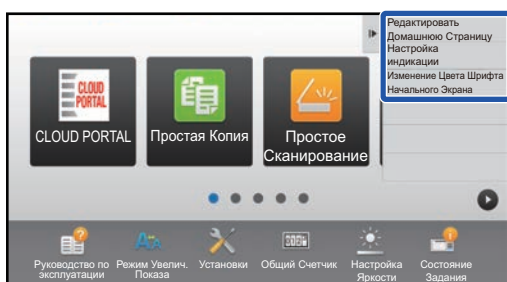 Редактировать
Домашнюю Страницу
Настройка
индикации
Изменение Цвета Шрифта
Начального Экрана
CLOUD
PORTAL
CLOUD PORTAL
Простая Копия
Простое
Сканирование
Руководство по
эксплуатации
Режим Увелич.
Показа
Установки
Общий Счетчик
Настройка
Яркости
Состояние
Задания